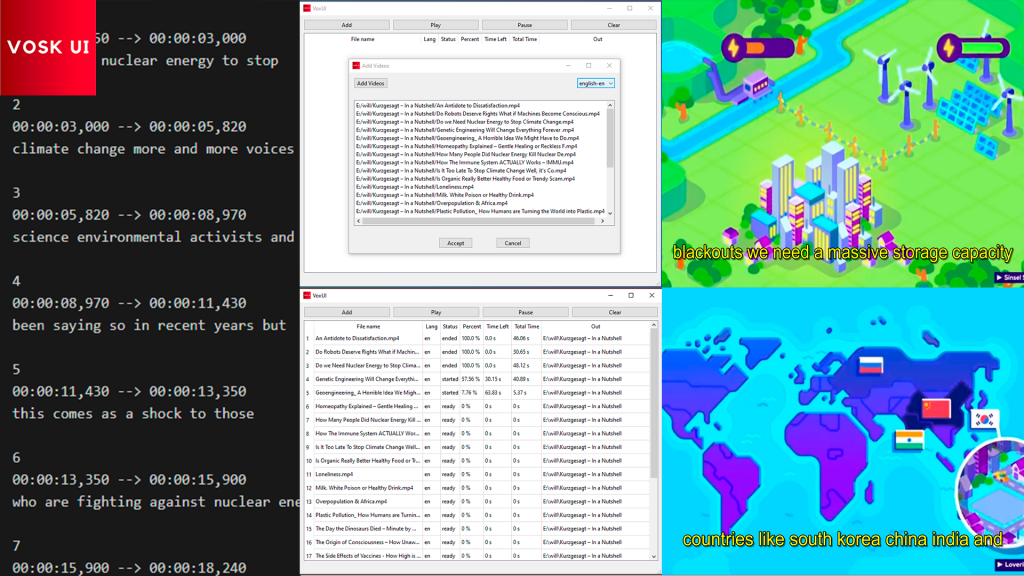 VOSK UI
50 --> 00:00:03,000
nuclear energy to stop
2
00:00:03,000 --> 00:00:05,820
climate change more and more voices
3
00:00:05,820 --> 00:00:08,970
science environmental activists and
4
00:00:08,970 --> 00:00:11,430
been saying so in recent years but
5
00:00:11,430 --> 00:00:13,350
this comes as a shock to those
6
00:00:13,350 --> 00:00:15,900
who are fighting against nuclear ene
7
00:00:15,900 --> 00:00:18,240
VoxUI
Add Play Pause Clear
File name Lang Status Percent Time Left Total Time Out
Add Videos
Add Videos english-en
E:/will/Kurzgesagt – In a Nutshell/An Antidote to Dissatisfaction.mp4
E:/will/Kurzgesagt – In a Nutshell/Do Robots Deserve Rights What if Machines Become Conscious.mp4
E:/will/Kurzgesagt – In a Nutshell/Do we Need Nuclear Energy to Stop Climate Change.mp4
E:/will/Kurzgesagt – In a Nutshell/Genetic Engineering Will Change Everything Forever .mp4
E:/will/Kurzgesagt – In a Nutshell/Geoengineering_ A Horrible Idea We Might Have to Do.mp4
E:/will/Kurzgesagt – In a Nutshell/Homeopathy Explained – Gentle Healing or Reckless F.mp4
E:/will/Kurzgesagt – In a Nutshell/How Many People Did Nuclear Energy Kill Nuclear De.mp4
E:/will/Kurzgesagt – In a Nutshell/How The Immune System ACTUALLY Works – IMMU.mp4
E:/will/Kurzgesagt – In a Nutshell/Is It Too Late To Stop Climate Change Well, it's Co.mp4
E:/will/Kurzgesagt – In a Nutshell/Is Organic Really Better Healthy Food or Trendy Scam.mp4
E:/will/Kurzgesagt – In a Nutshell/Loneliness.mp4
E:/will/Kurzgesagt – In a Nutshell/Milk. White Poison or Healthy Drink.mp4
E:/will/Kurzgesagt – In a Nutshell/Overpopulation & Africa.mp4
E:/will/Kurzgesagt – In a Nutshell/Plastic Pollution_ How Humans are Turning the World into Plastic.mp4
Accept Cancel
VoxUI
Add Play Pause Clear
File name Lang Status Percent Time Left Total Time Out
1 An Antidote to Dissatisfaction.mp4 en ended 100.0 % 0.0 s 46.06 s E:\will\Kurzgesagt – In a Nutshell
2 Do Robots Deserve Rights What if Machin... en ended 100.0 % 0.0 s 30.65 s E:\will\Kurzgesagt – In a Nutshell
3 Do we Need Nuclear Energy to Stop Clima... en ended 100.0 % 0.0 s 48.12 s E:\will\Kurzgesagt – In a Nutshell
4 Genetic Engineering Will Change Everythi... en started 57.56 % 30.15 s 40.89 s E:\will\Kurzgesagt – In a Nutshell
5 Geoengineering_ A Horrible Idea We Migh... en started 7.76 % 63.83 s 5.37 s E:\will\Kurzgesagt – In a Nutshell
6 Homeopathy Explained – Gentle Healing ... en ready 0 % 0 s 0 s E:\will\Kurzgesagt – In a Nutshell
7 How Many People Did Nuclear Energy Kill ... en ready 0 % 0 s 0 s E:\will\Kurzgesagt – In a Nutshell
8 How The Immune System ACTUALLY Wor... en ready 0 % 0 s 0 s E:\will\Kurzgesagt – In a Nutshell
9 Is It Too Late To Stop Climate Change Well... en ready 0 % 0 s 0 s E:\will\Kurzgesagt – In a Nutshell
10 Is Organic Really Better Healthy Food or Tr... en ready 0 % 0 s 0 s E:\will\Kurzgesagt – In a Nutshell
11 Loneliness.mp4 en ready 0 % 0 s 0 s E:\will\Kurzgesagt – In a Nutshell
12 Milk. White Poison or Healthy Drink.mp4 en ready 0 % 0 s 0 s E:\will\Kurzgesagt – In a Nutshell
13 Overpopulation & Africa.mp4 en ready 0 % 0 s 0 s E:\will\Kurzgesagt – In a Nutshell
14 Plastic Pollution_ How Humans are Turnin... en ready 0 % 0 s 0 s E:\will\Kurzgesagt – In a Nutshell
15 The Day the Dinosaurs Died – Minute by ... en ready 0 % 0 s 0 s E:\will\Kurzgesagt – In a Nutshell
16 The Origin of Consciousness – How Unaw... en ready 0 % 0 s 0 s E:\will\Kurzgesagt – In a Nutshell
17 The Side Effects of Vaccines - How High is ... en ready 0 % 0 s 0 s E:\will\Kurzgesagt – In a Nutshell
blackouts we need a massive storage capacity
Sinsel
countries like south korea china india and
Loveri